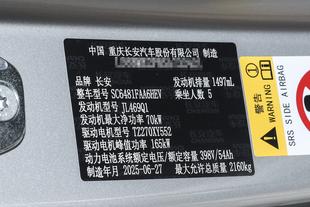 中国 重庆长安汽车股份有限公司 制造
品牌：长安
发动机排量 1497mL
整车型号 SC6481FAA6HEV
乘坐人数 5
发动机型号 JL469Q1
发动机最大净功率 70kW
驱动电机型号 TZ270XY552
驱动电机峰值功率 165kW
动力电池系统额定电压/额定容量 396V/54Ah
制造年月 2025-06-27
最大允许总质量 2160kg
警告
SRS SIDE AIRBAG